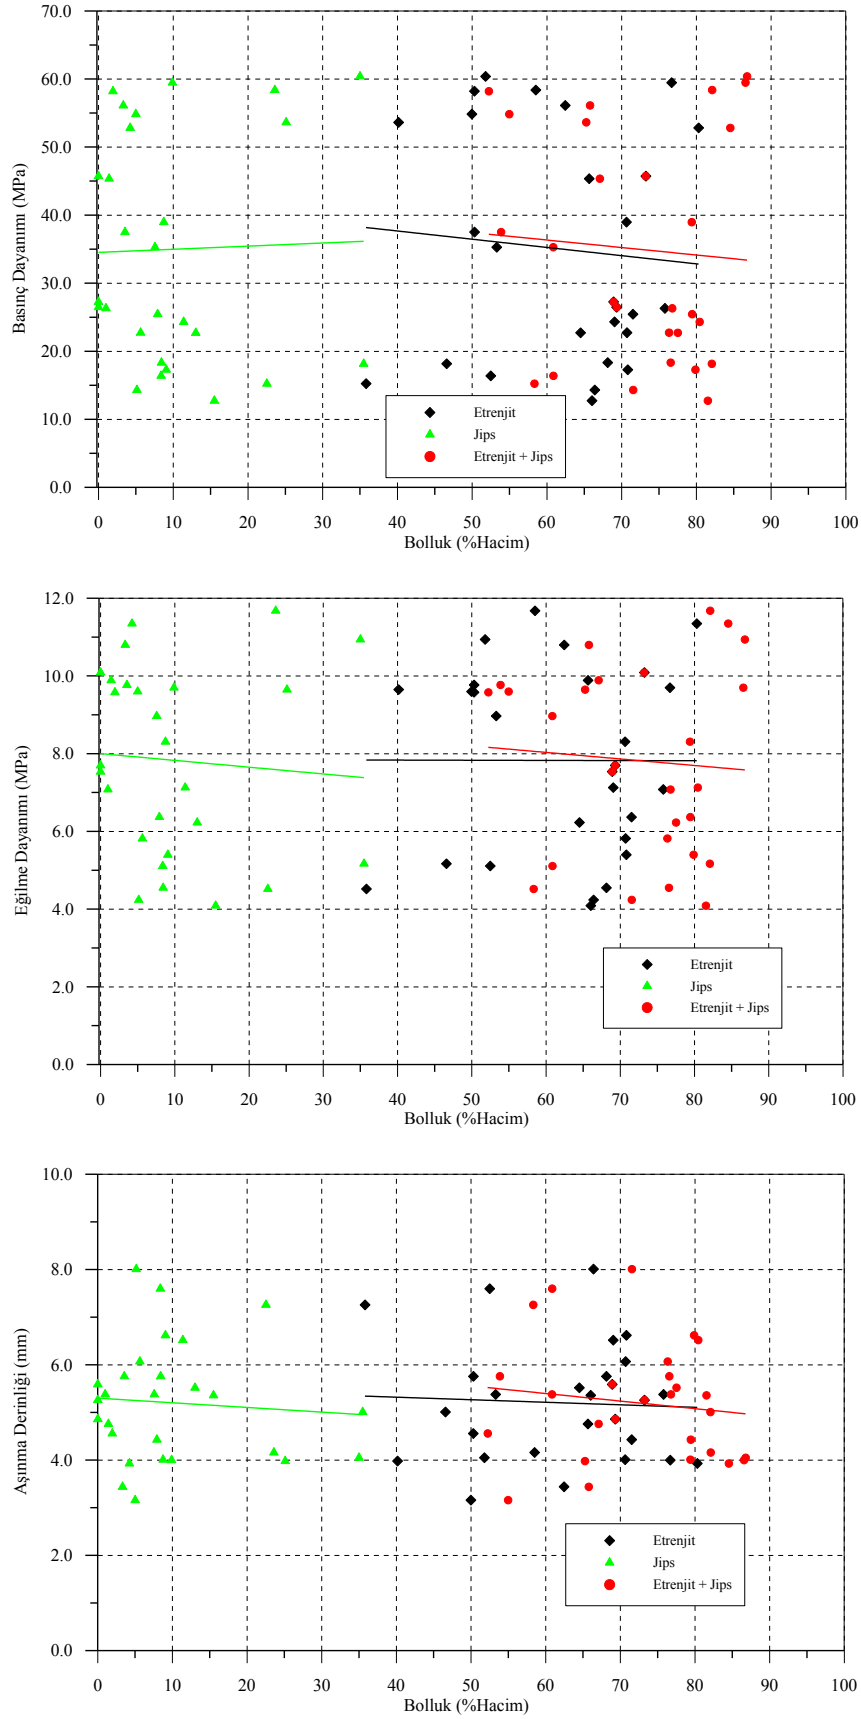 70.0
60.0
50.0
40.0
30.0
20.0
10.0
0.0
Basınç Dayanımı (MPa)
Etrenjit
Jips
Etrenjit + Jips
0 10 20 30 40 50 60 70 80 90 100
Bolluk (%Hacim)
12.0
10.0
8.0
6.0
4.0
2.0
0.0
Eğilme Dayanımı (MPa)
Etrenjit
Jips
Etrenjit + Jips
0 10 20 30 40 50 60 70 80 90 100
Bolluk (%Hacim)
10.0
8.0
6.0
4.0
2.0
0.0
Aşınma Derinliği (mm)
Etrenjit
Jips
Etrenjit + Jips
0 10 20 30 40 50 60 70 80 90 100
Bolluk (%Hacim)